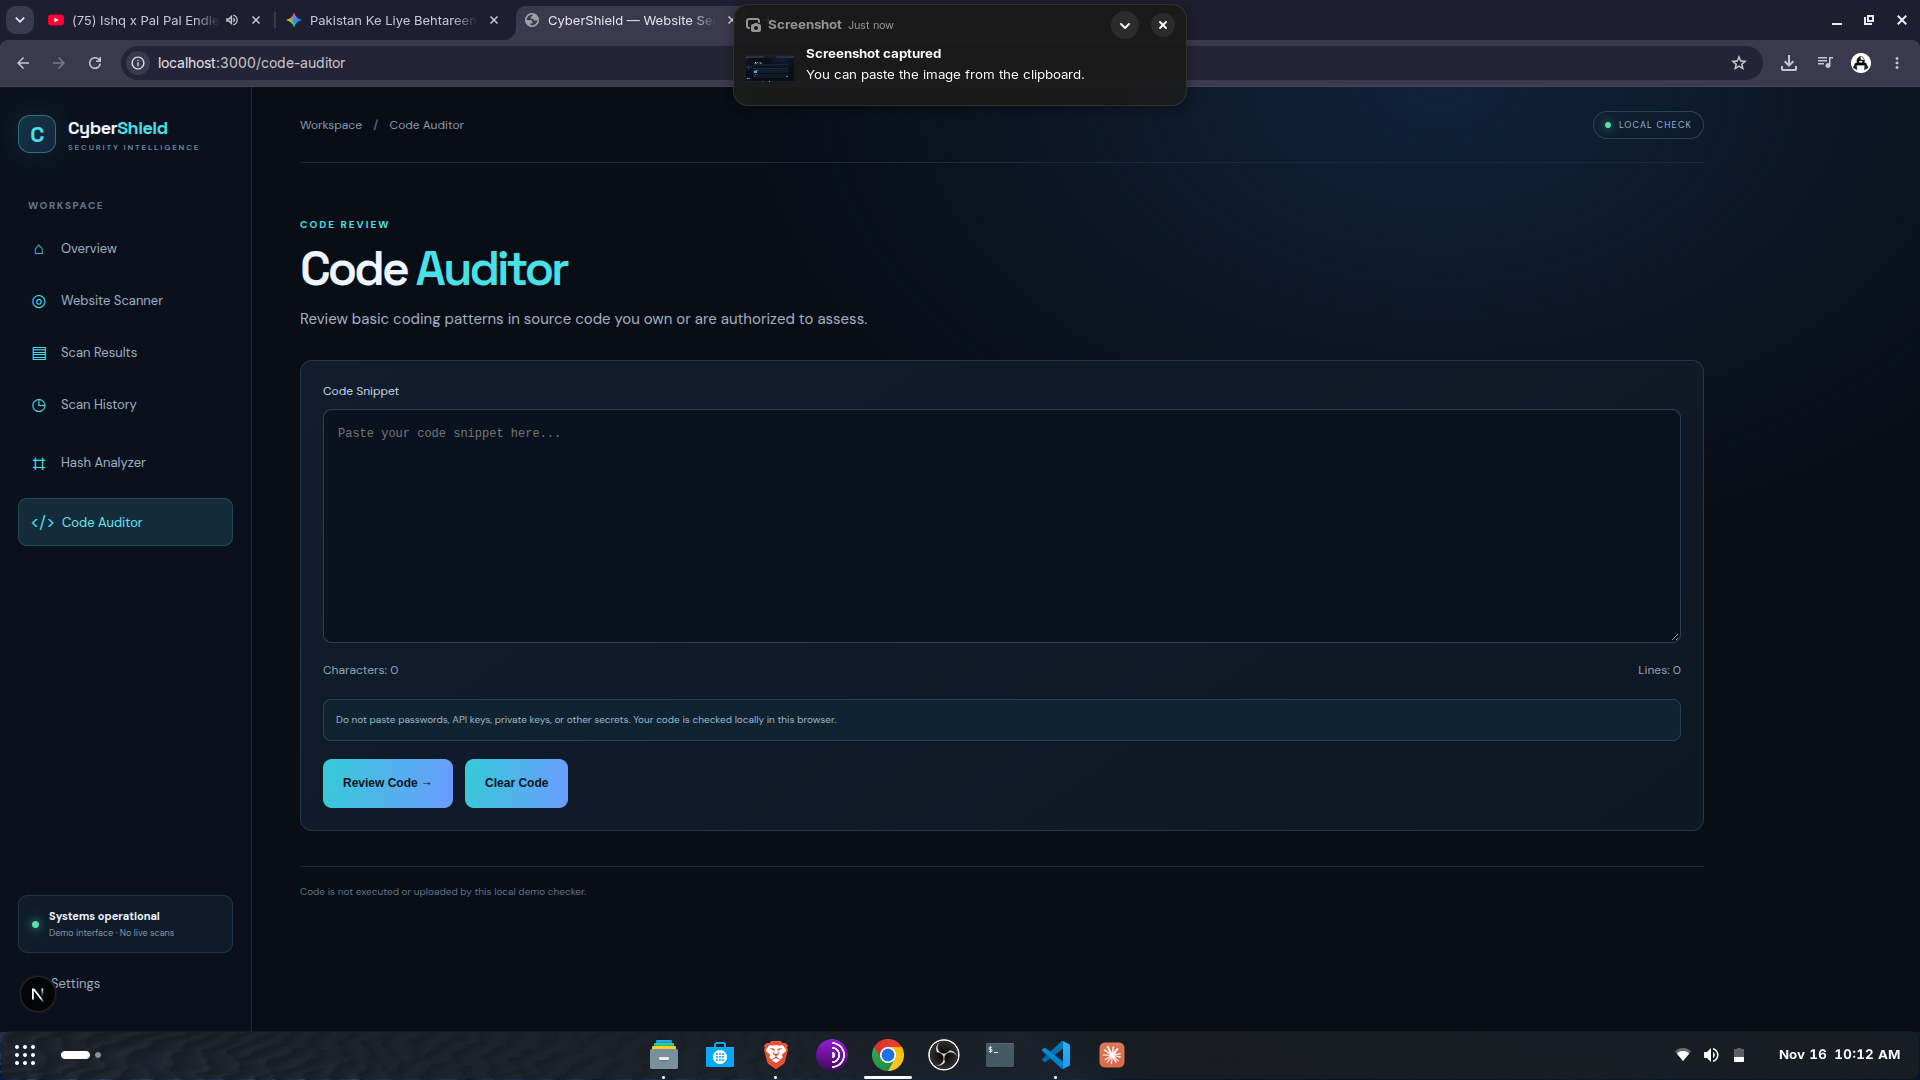 (75) Ishq x Pal Pal Endle
Pakistan Ke Liye Behtareen
CyberShield — Website Se
Screenshot Just now
Screenshot captured
You can paste the image from the clipboard.
localhost:3000/code-auditor
C
CyberShield
SECURITY INTELLIGENCE
WORKSPACE
Overview
Website Scanner
Scan Results
Scan History
Hash Analyzer
</> Code Auditor
Systems operational
Demo interface · No live scans
N
Settings
Workspace / Code Auditor
LOCAL CHECK
CODE REVIEW
Code Auditor
Review basic coding patterns in source code you own or are authorized to assess.
Code Snippet
Paste your code snippet here...
Characters: 0
Lines: 0
Do not paste passwords, API keys, private keys, or other secrets. Your code is checked locally in this browser.
Review Code →
Clear Code
Code is not executed or uploaded by this local demo checker.
$_
Nov 16 10:12 AM